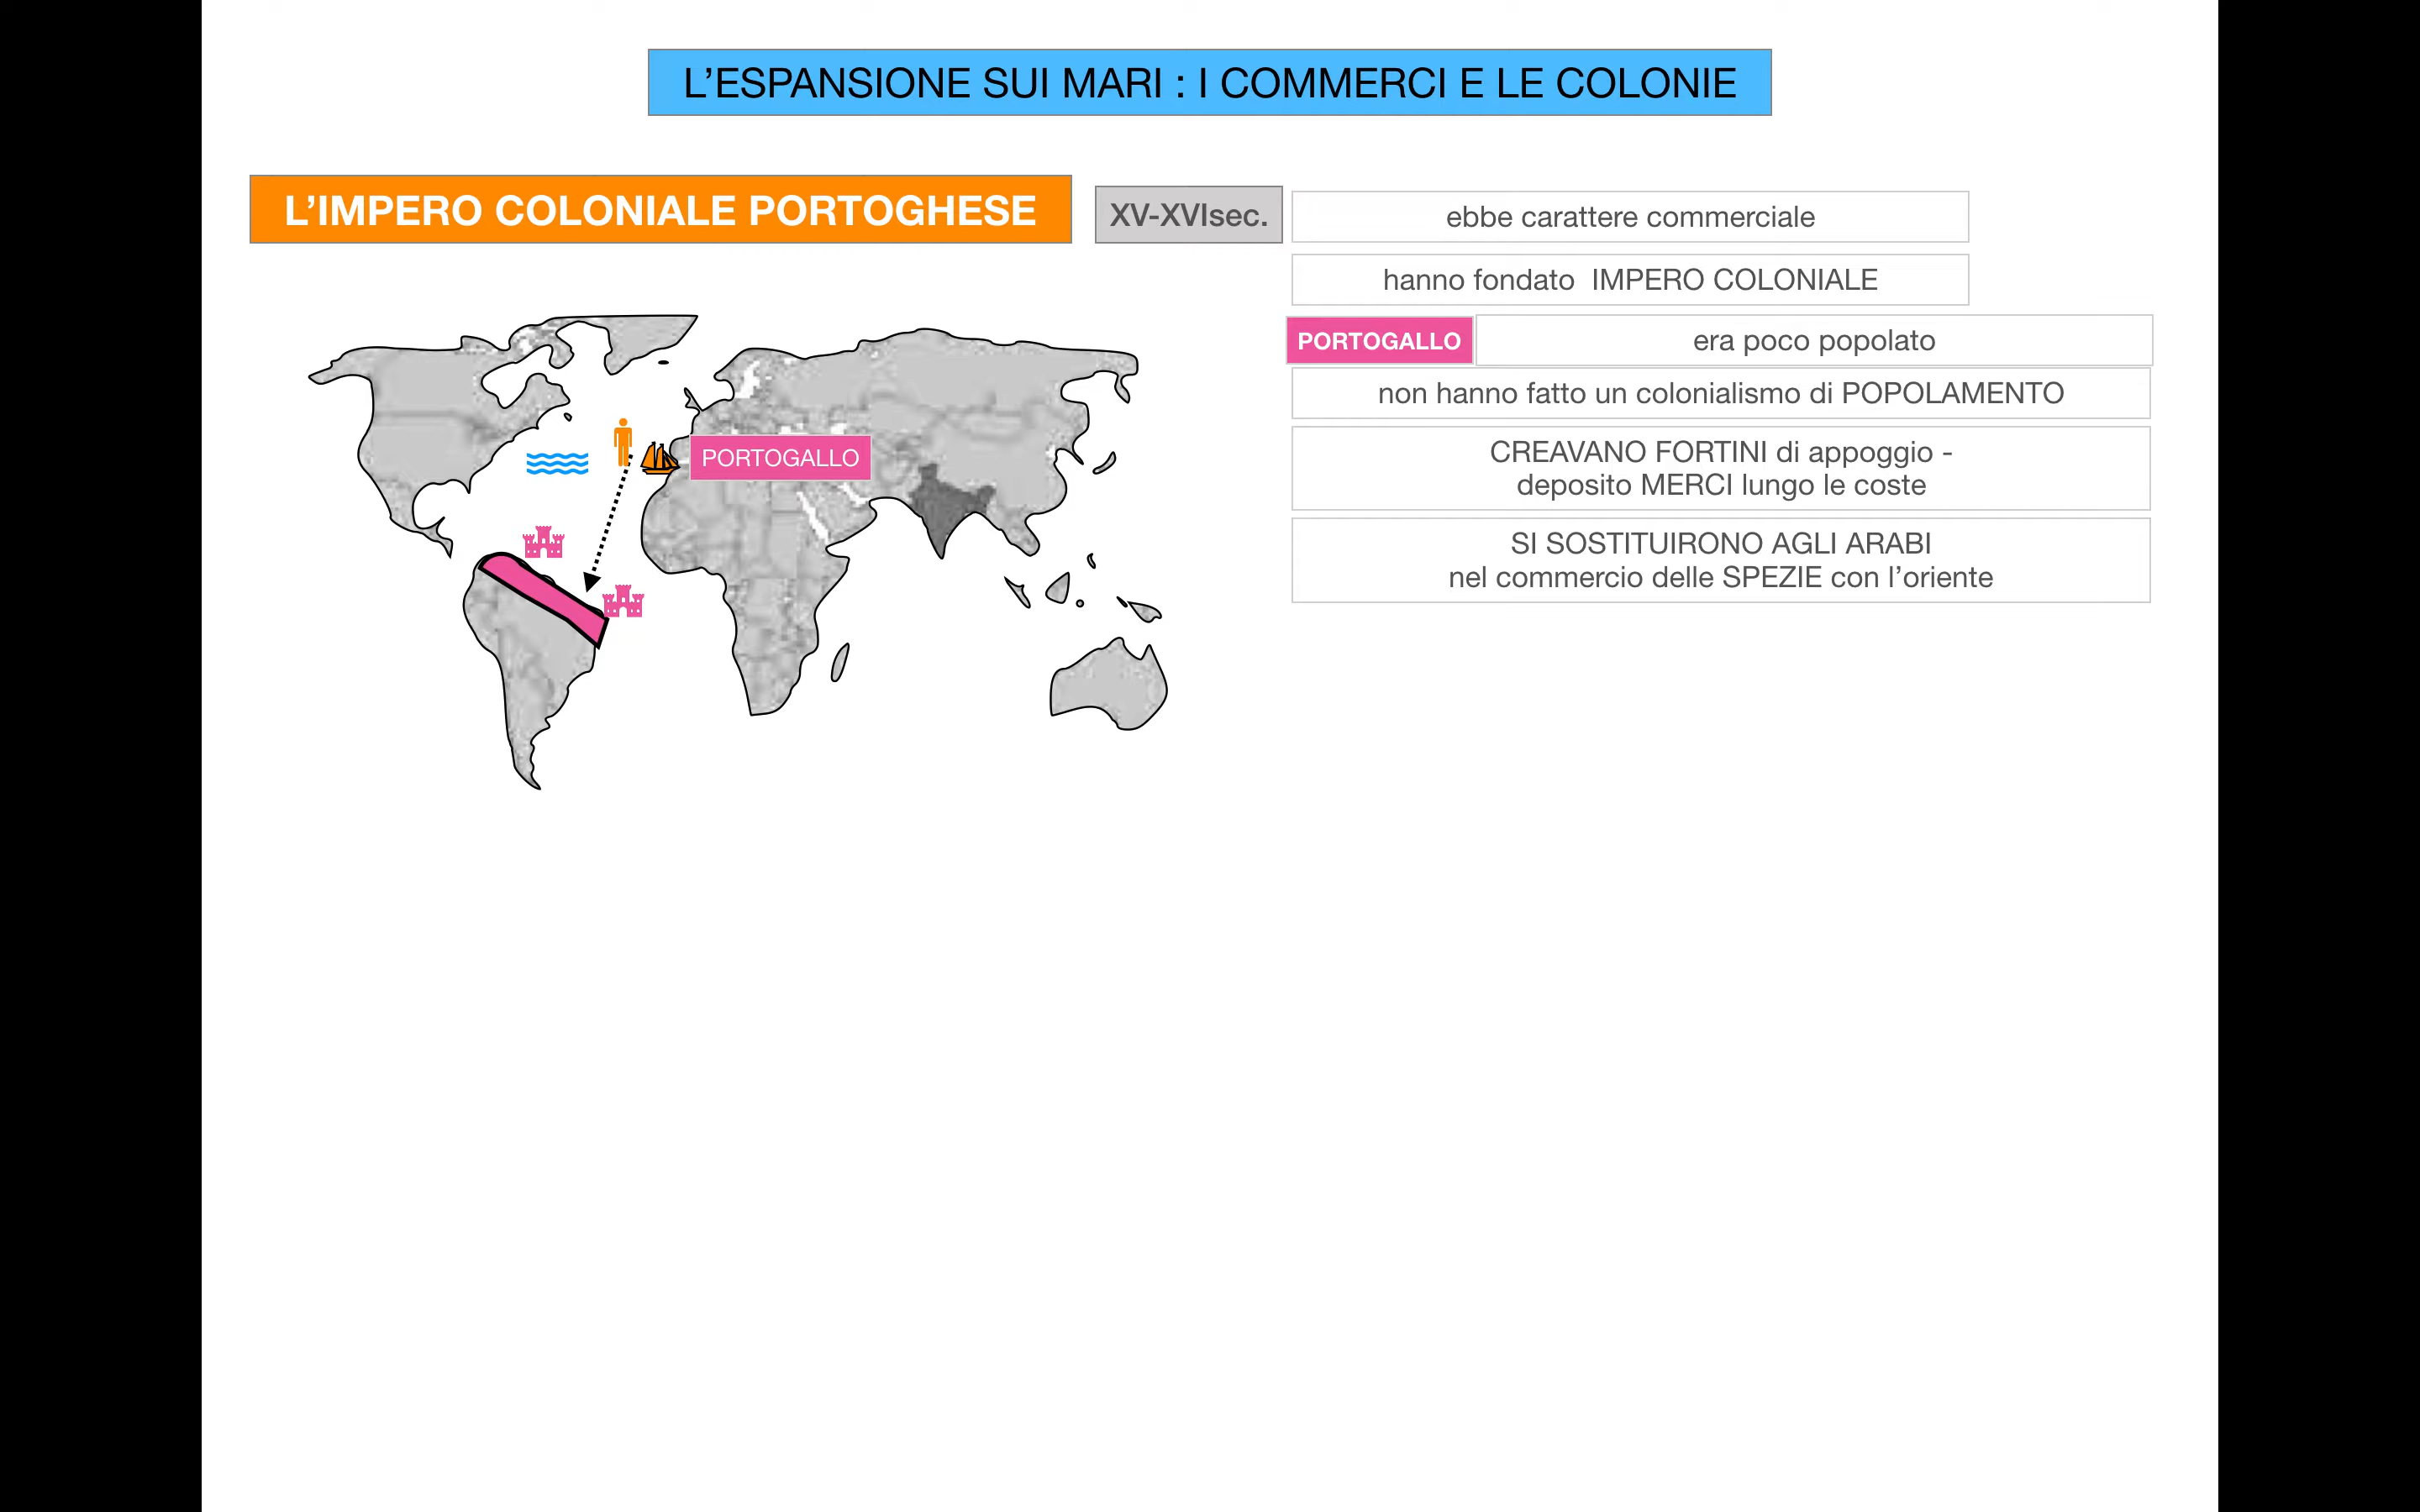 L’ESPANSIONE SUI MARI : I COMMERCI E LE COLONIE
L’IMPERO COLONIALE PORTOGHESE
XV-XVIsec.
ebbe carattere commerciale
hanno fondato IMPERO COLONIALE
PORTOGALLO
era poco popolato
non hanno fatto un colonialismo di POPOLAMENTO
CREAVANO FORTINI di appoggio -
deposito MERCI lungo le coste
SI SOSTITUIRONO AGLI ARABI
nel commercio delle SPEZIE con l’oriente
PORTOGALLO